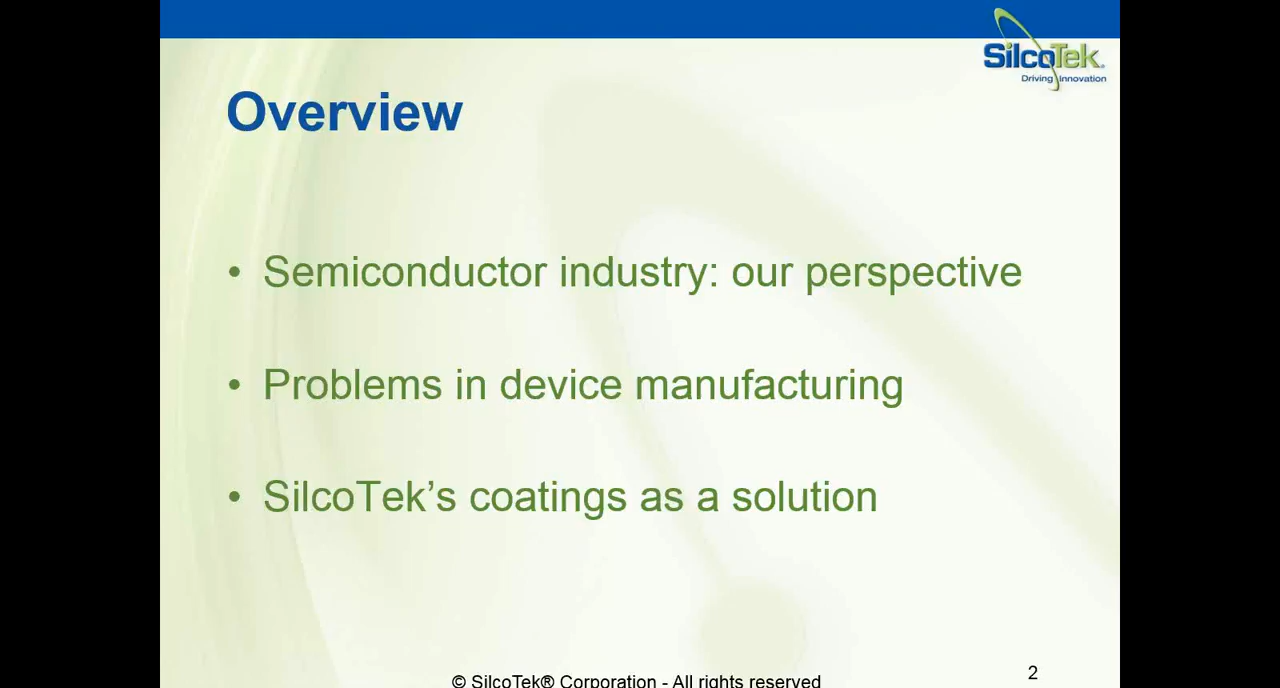 SilcoTek®
Driving Innovation
Overview
• Semiconductor industry: our perspective
• Problems in device manufacturing
• SilcoTek’s coatings as a solution
© SilcoTek® Corporation - All rights reserved
2